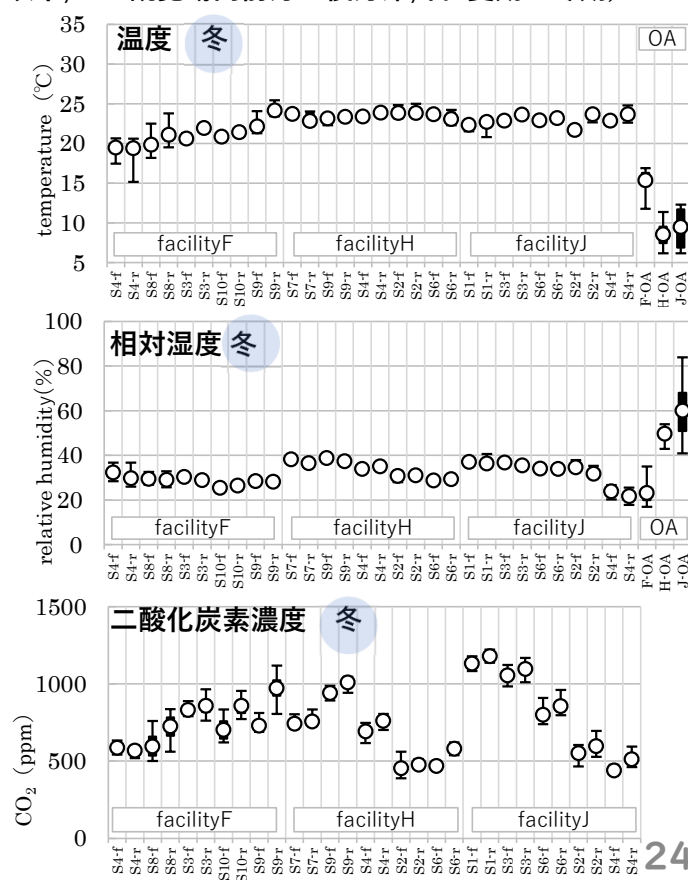 35
温度 冬
OA
30
25
20
15
10
5
temperature (℃)
facilityF facilityH facilityJ
S4-f S4-r S8-f S8-r S3-f S3-r S10-f S10-r S9-f S9-r S7-f S7-r S9-f S9-r S4-f S4-r S2-f S2-r S6-f S6-r S1-f S1-r S3-f S3-r S6-f S6-r S2-f S2-r S4-f S4-r F-OA H-OA J-OA
100
相対湿度 冬
80
60
40
20
0
relative humidity(%)
facilityF facilityH facilityJ OA
S4-f S4-r S8-f S8-r S3-f S3-r S10-f S10-r S9-f S9-r S7-f S7-r S9-f S9-r S4-f S4-r S2-f S2-r S6-f S6-r S1-f S1-r S3-f S3-r S6-f S6-r S2-f S2-r S4-f S4-r F-OA H-OA J-OA
1500
二酸化炭素濃度 冬
1000
500
0
CO₂ (ppm)
facilityF facilityH facilityJ
S4-f S4-r S8-f S8-r S3-f S3-r S10-f S10-r S9-f S9-r S7-f S7-r S9-f S9-r S4-f S4-r S2-f S2-r S6-f S6-r S1-f S1-r S3-f S3-r S6-f S6-r S2-f S2-r S4-f S4-r
24